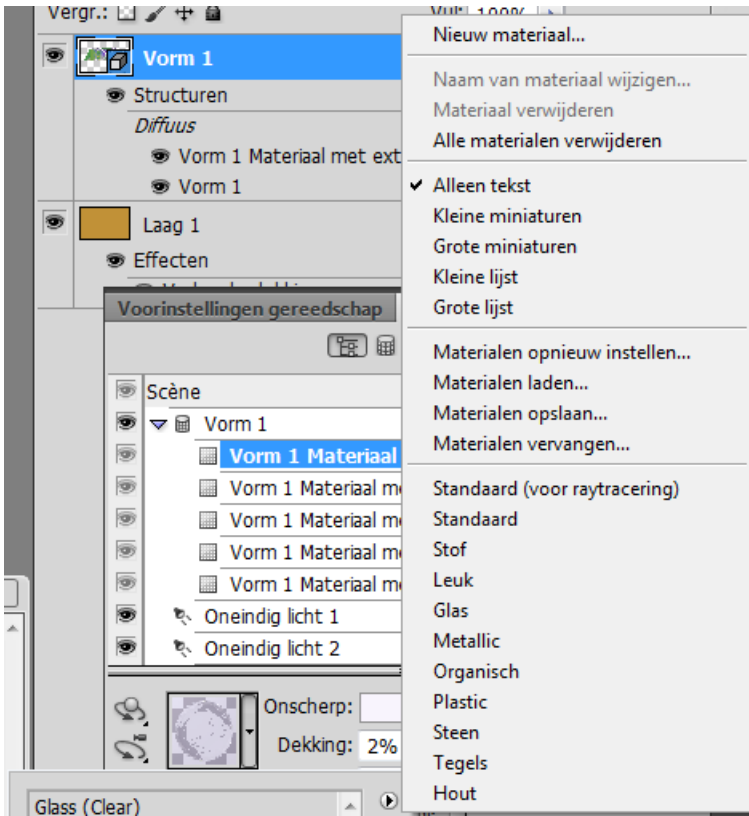 Vergr.:
Vul: 100%
Vorm 1
Structuren
Diffuus
Vorm 1 Materiaal met ext
Vorm 1
Laag 1
Effecten
Voorinstellingen gereedschap
Scène
Vorm 1
Vorm 1 Materiaal
Vorm 1 Materiaal me
Vorm 1 Materiaal me
Vorm 1 Materiaal me
Vorm 1 Materiaal me
Oneindig licht 1
Oneindig licht 2
Onscherp:
Dekking: 2%
Glass (Clear)
Nieuw materiaal...
Naam van materiaal wijzigen...
Materiaal verwijderen
Alle materialen verwijderen
Alleen tekst
Kleine miniaturen
Grote miniaturen
Kleine lijst
Grote lijst
Materialen opnieuw instellen...
Materialen laden...
Materialen opslaan...
Materialen vervangen...
Standaard (voor raytracering)
Standaard
Stof
Leuk
Glas
Metallic
Organisch
Plastic
Steen
Tegels
Hout